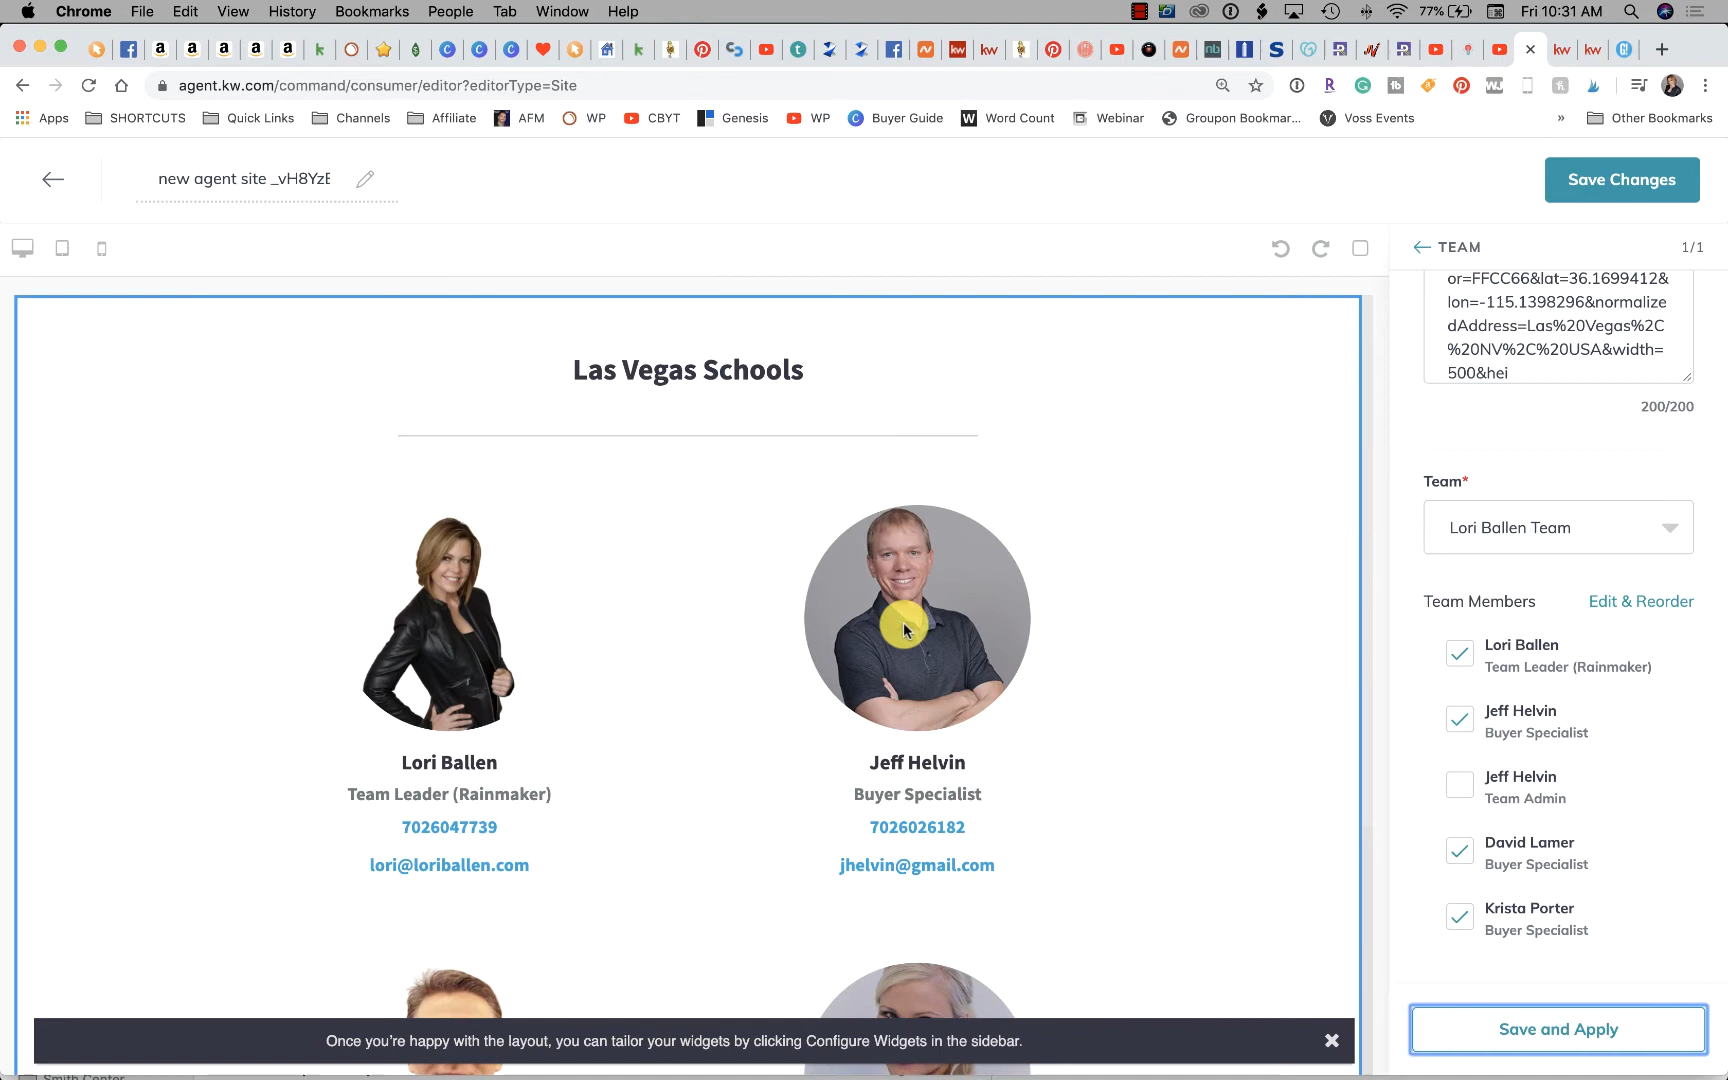 Chrome File Edit View History Bookmarks People Tab Window Help
77% Fri 10:31 AM
agent.kw.com/command/consumer/editor?editorType=Site
Apps SHORTCUTS Quick Links Channels Affiliate AFM WP CBYT Genesis WP Buyer Guide Word Count Webinar Groupon Bookmar... Voss Events » Other Bookmarks
new agent site _vH8YzE
Save Changes
TEAM 1/1
or=FFCC66&lat=36.1699412&
lon=-115.1398296&normalize
dAddress=Las%20Vegas%2C
%20NV%2C%20USA&width=
500&hei
200/200
Team*
Lori Ballen Team
Team Members Edit & Reorder
Lori Ballen
Team Leader (Rainmaker)
Jeff Helvin
Buyer Specialist
Jeff Helvin
Team Admin
David Lamer
Buyer Specialist
Krista Porter
Buyer Specialist
Save and Apply
Las Vegas Schools
Lori Ballen
Team Leader (Rainmaker)
7026047739
lori@loriballen.com
Jeff Helvin
Buyer Specialist
7026026182
jhelvin@gmail.com
Once you're happy with the layout, you can tailor your widgets by clicking Configure Widgets in the sidebar.